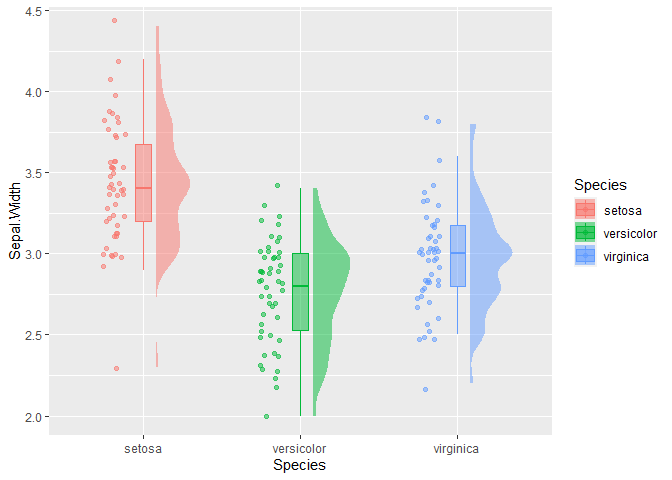 4.5
4.0
3.5
3.0
2.5
2.0
Sepal.Width
setosa
versicolor
virginica
Species
Species
setosa
versicolor
virginica